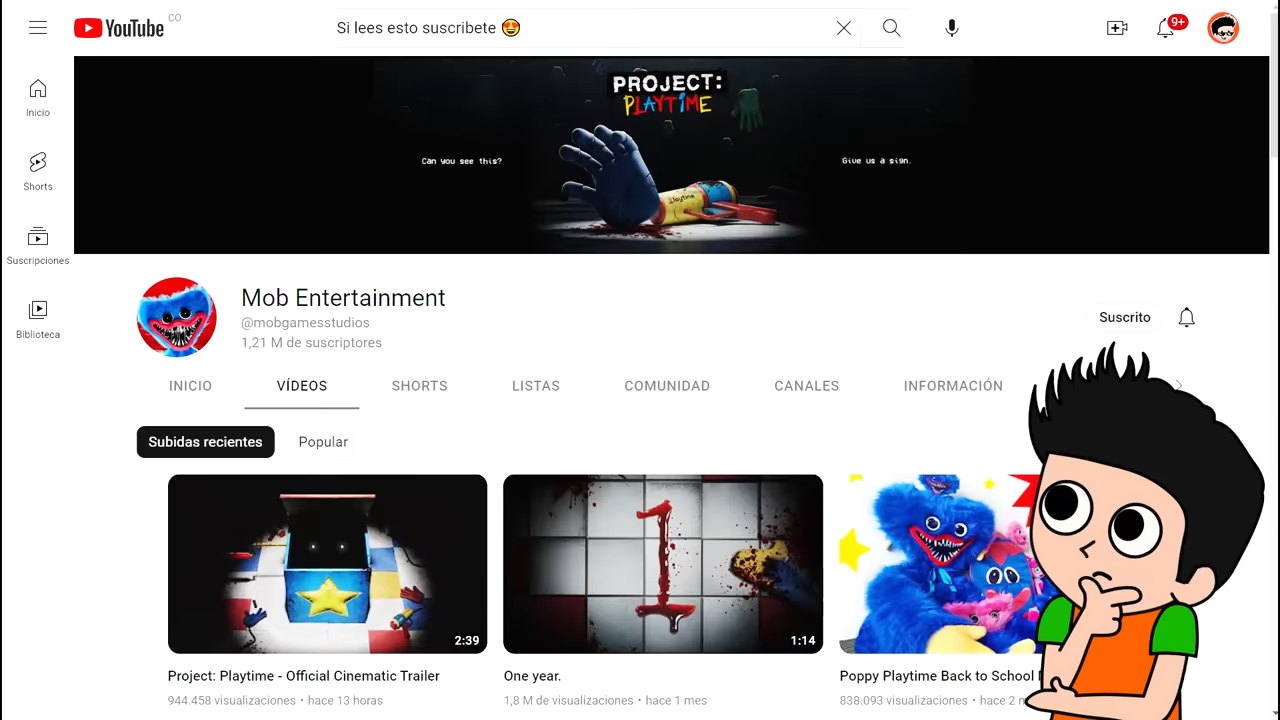 YouTube CO
Si lees esto suscribete 😍
9+
Inicio
Shorts
Suscripciones
Biblioteca
PROJECT:
PLAYTIME
Can you see this?
Give us a sign.
Playtime
Mob Entertainment
@mobgamesstudios
1,21 M de suscriptores
Suscrito
INICIO VÍDEOS SHORTS LISTAS COMUNIDAD CANALES INFORMACIÓN
Subidas recientes Popular
1
2:39
1:14
Project: Playtime - Official Cinematic Trailer
944.458 visualizaciones • hace 13 horas
One year.
1,8 M de visualizaciones • hace 1 mes
Poppy Playtime Back to School
838.093 visualizaciones • hace 2